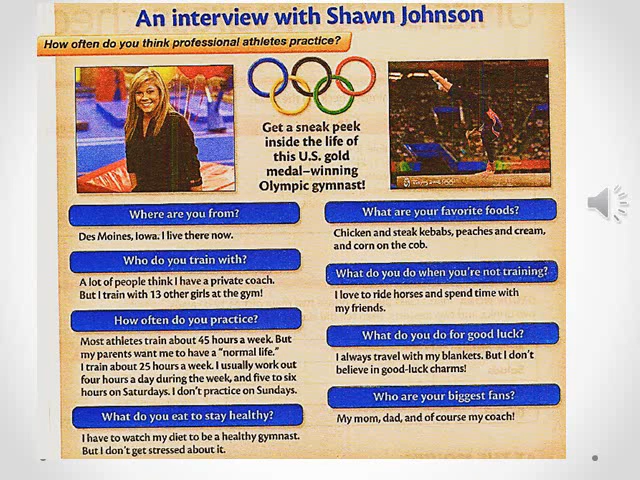 An interview with Shawn Johnson
How often do you think professional athletes practice?
Get a sneak peek
inside the life of
this U.S. gold
medal–winning
Olympic gymnast!
Where are you from?
Des Moines, Iowa. I live there now.
Who do you train with?
A lot of people think I have a private coach.
But I train with 13 other girls at the gym!
How often do you practice?
Most athletes train about 45 hours a week. But
my parents want me to have a “normal life.”
I train about 25 hours a week. I usually work out
four hours a day during the week, and five to six
hours on Saturdays. I don't practice on Sundays.
What do you eat to stay healthy?
I have to watch my diet to be a healthy gymnast.
But I don't get stressed about it.
What are your favorite foods?
Chicken and steak kebabs, peaches and cream,
and corn on the cob.
What do you do when you're not training?
I love to ride horses and spend time with
my friends.
What do you do for good luck?
I always travel with my blankets. But I don't
believe in good-luck charms!
Who are your biggest fans?
My mom, dad, and of course my coach!